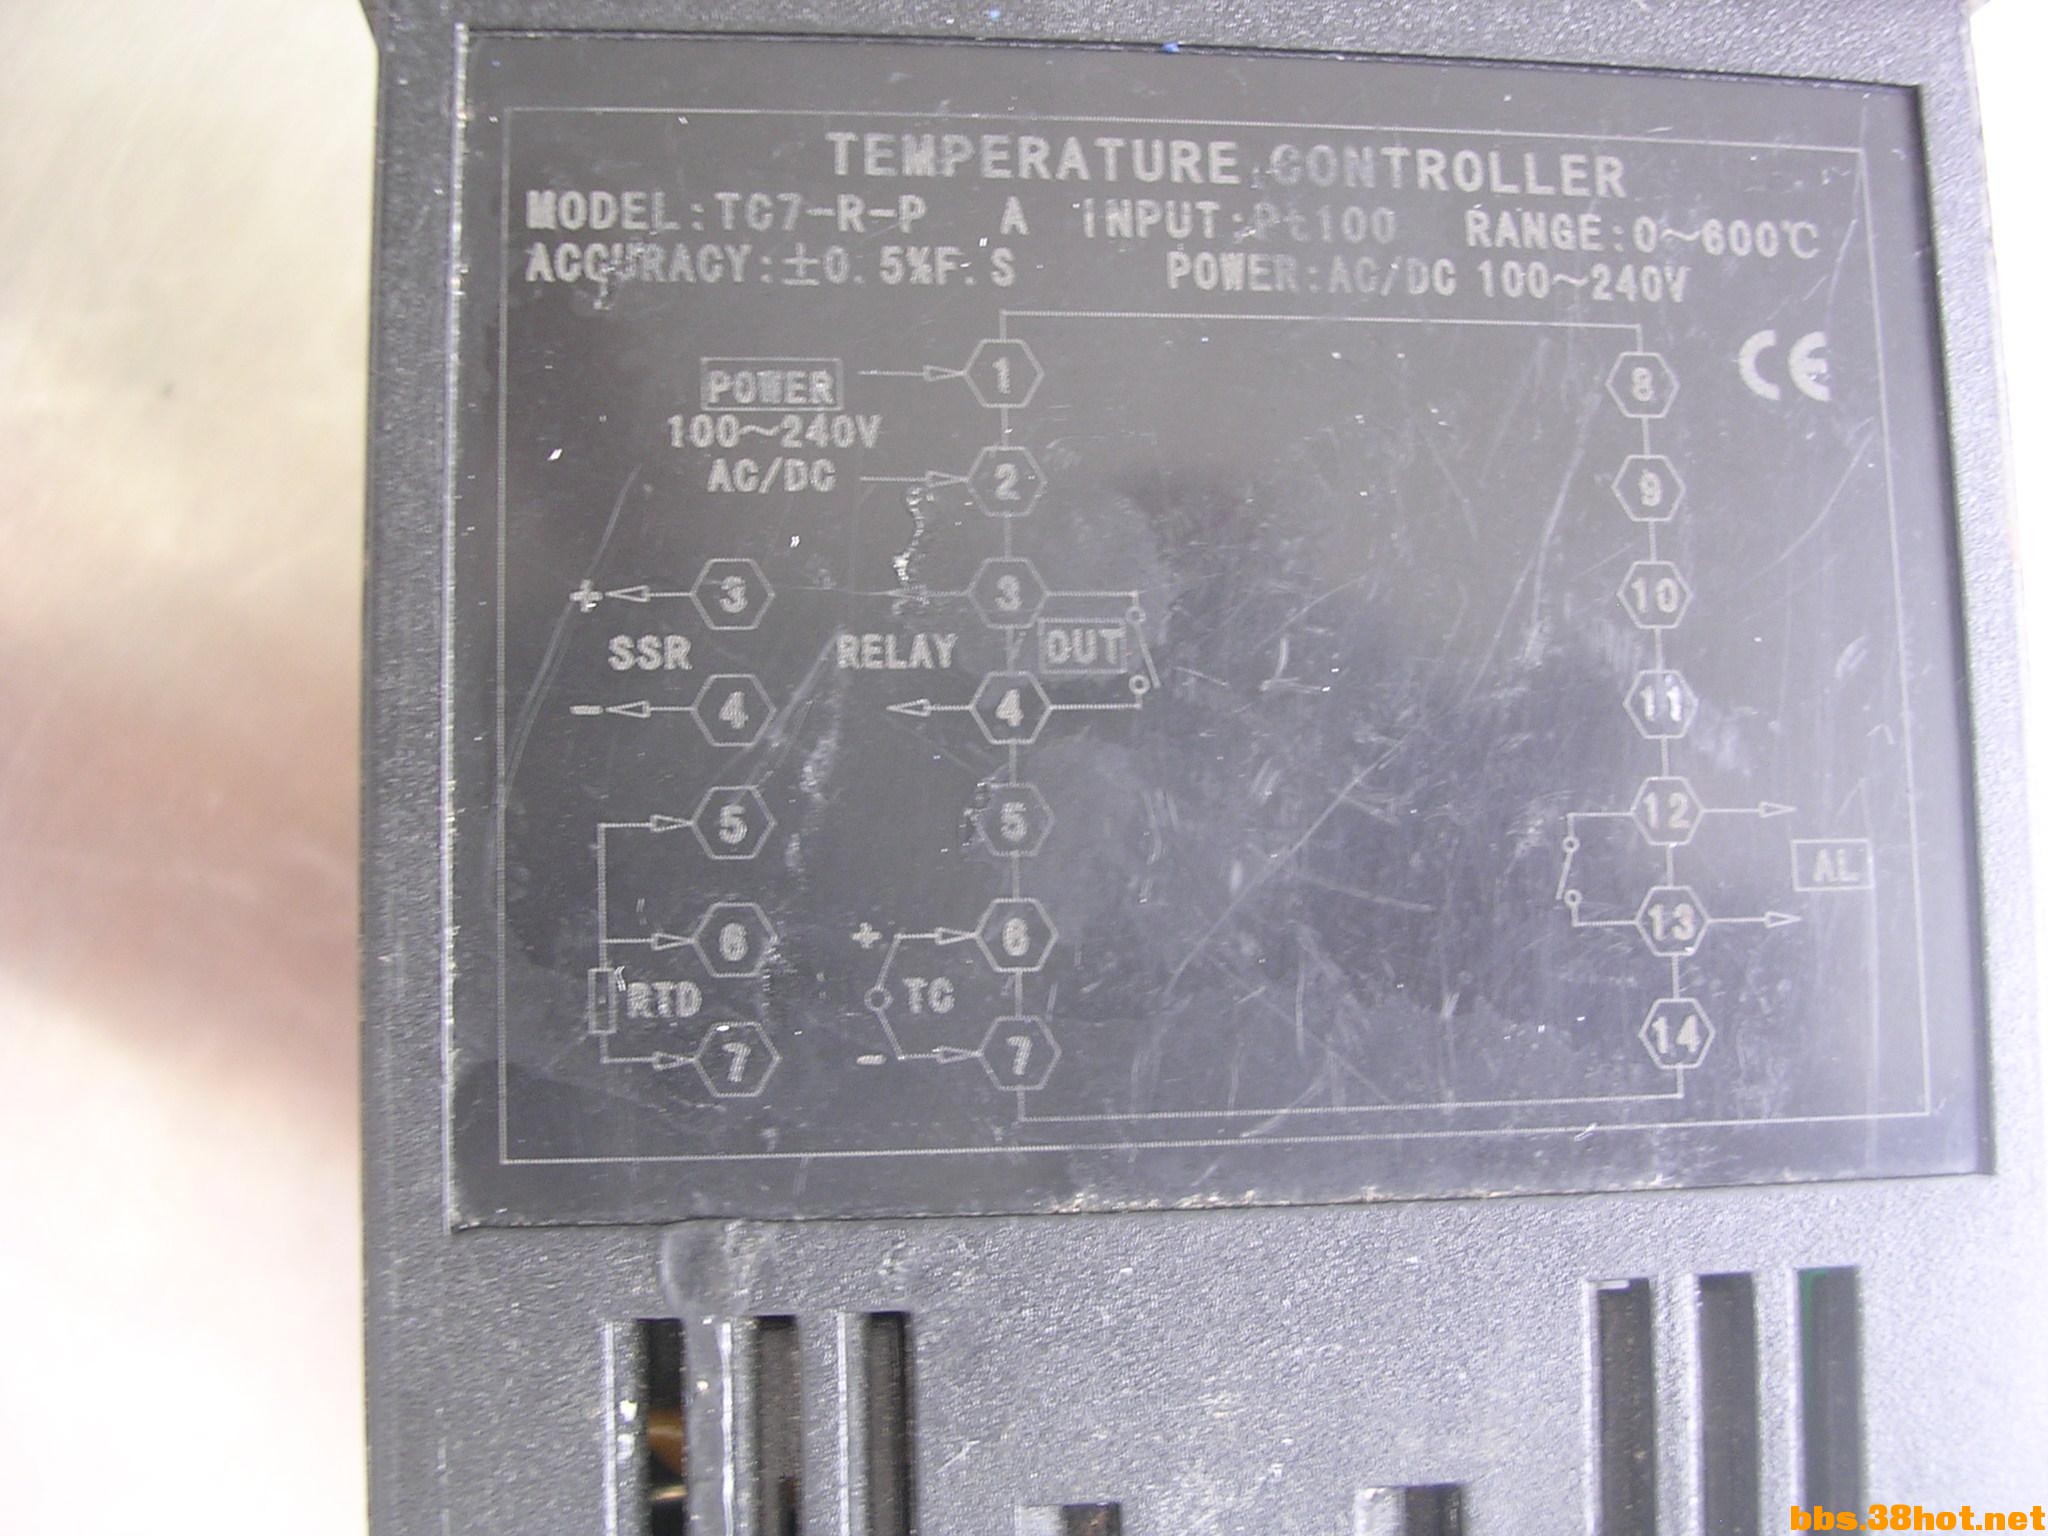 TEMPERATURE CONTROLLER
MODEL:TC7-R-P A INPUT:Pt100 RANGE:0~600℃
ACCURACY:±0.5%F.S POWER:AC/DC 100~240V
CE
POWER
100~240V
AC/DC
1
2
+ 3
SSR
- 4
5
6
RTD
7
3
RELAY OUT
4
5
+ 6
TC
- 7
8
9
10
11
12
AL
13
14
bbs.38hot.net